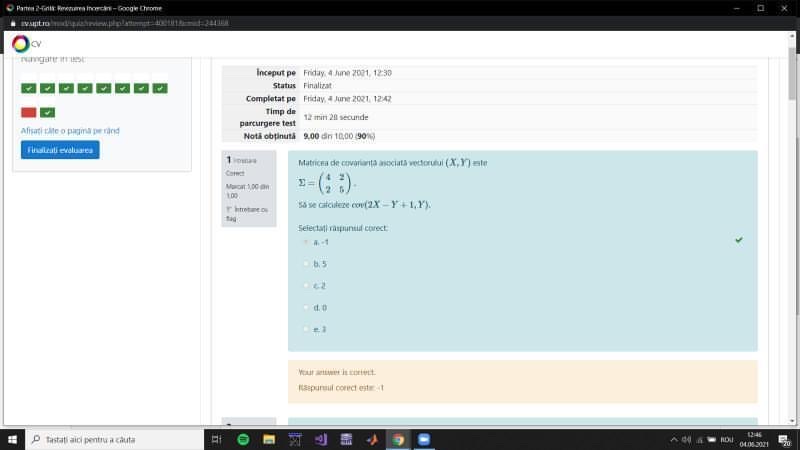 Partea 2-Grilă: Revizuirea încercării – Google Chrome
cv.upt.ro/mod/quiz/review.php?attempt=400181&cmid=244368
CV
Navigare în test
Afișați câte o pagină pe rând
Finalizați evaluarea
Început pe Friday, 4 June 2021, 12:30
Status Finalizat
Completat pe Friday, 4 June 2021, 12:42
Timp de
parcurgere test 12 min 28 secunde
Notă obținută 9,00 din 10,00 (90%)
1 Întrebare
Corect
Marcat 1,00 din
1,00
Întrebare cu
flag
Matricea de covarianță asociată vectorului (X, Y) este
Σ = ( 4 2
2 5 ) .
Să se calculeze cov(2X − Y + 1, Y).
Selectați răspunsul corect:
a. -1
b. 5
c. 2
d. 0
e. 3
Your answer is correct.
Răspunsul corect este: -1
Tastați aici pentru a căuta
ROU
12:46
04.06.2021
20